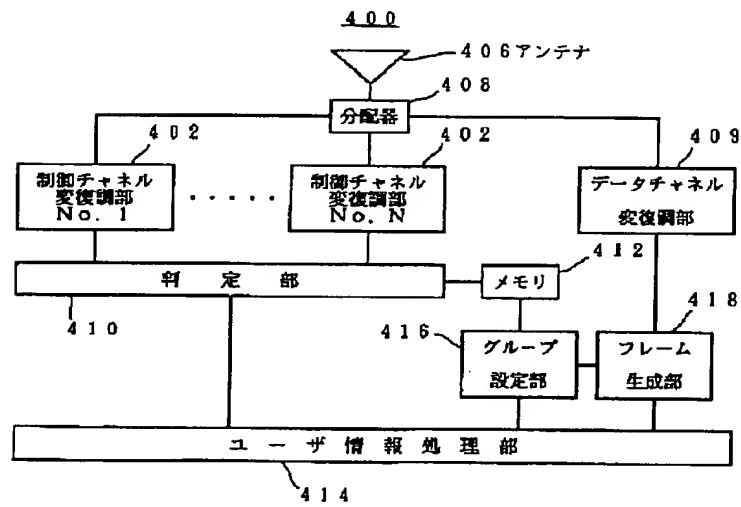 400
406アンテナ
408
分配器
402
402
409
制御チャネル
変復調部
No.1
・・・・・
制御チャネル
変復調部
No.N
データチャネル
変復調部
412
判定部
メモリ
410
416
418
グループ
設定部
フレーム
生成部
ユーザ情報処理部
414